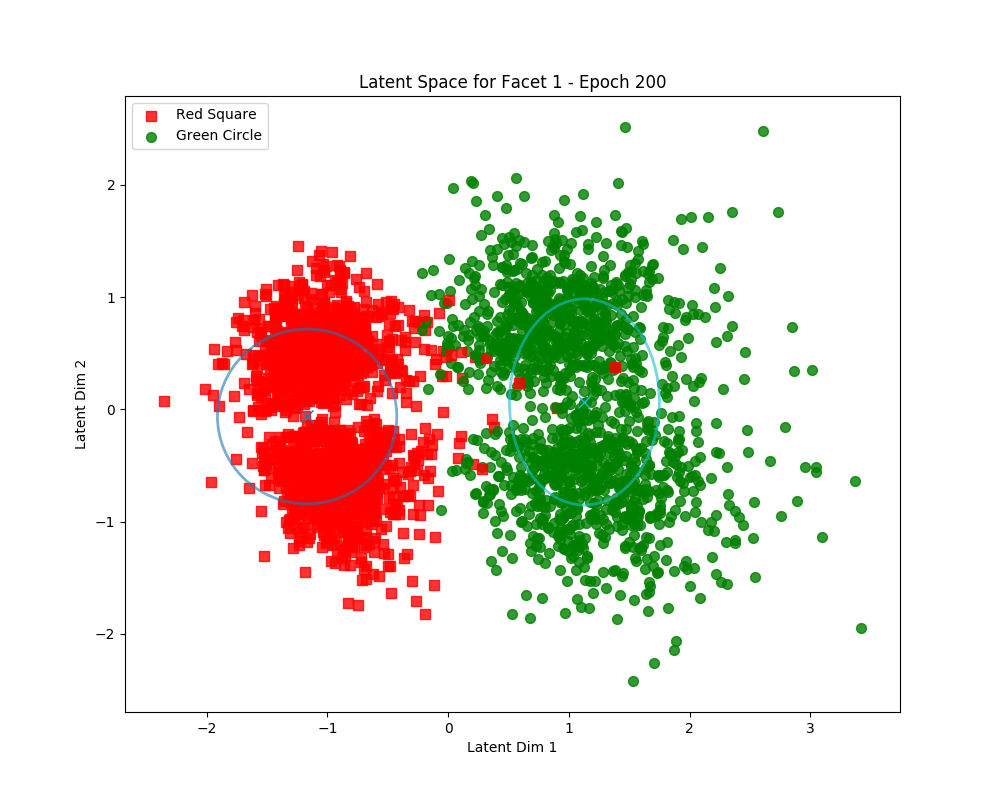 Latent Space for Facet 1 - Epoch 200
Red Square
Green Circle
Latent Dim 2
2
1
0
−1
−2
−2
−1
0
1
2
3
Latent Dim 1